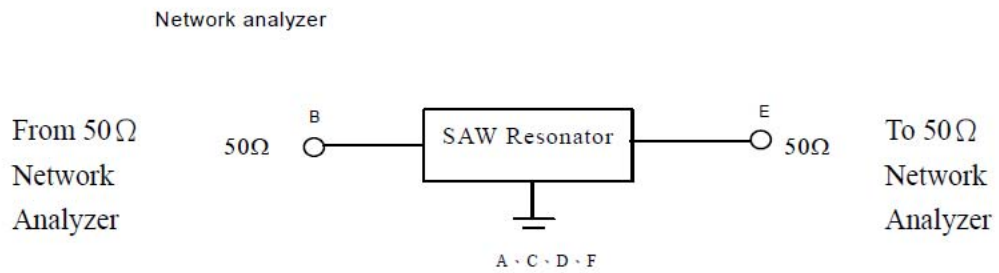 Network analyzer
From 50Ω
Network
Analyzer
50Ω
B
SAW Resonator
E
50Ω
To 50Ω
Network
Analyzer
A、C、D、F